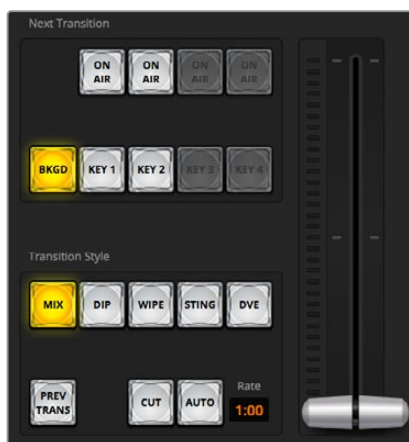 Next Transition
ON AIR ON AIR ON AIR ON AIR
BKGD KEY 1 KEY 2 KEY 3 KEY 4
Transition Style
MIX DIP WIPE STING DVE
Rate
PREV TRANS CUT AUTO 1:00